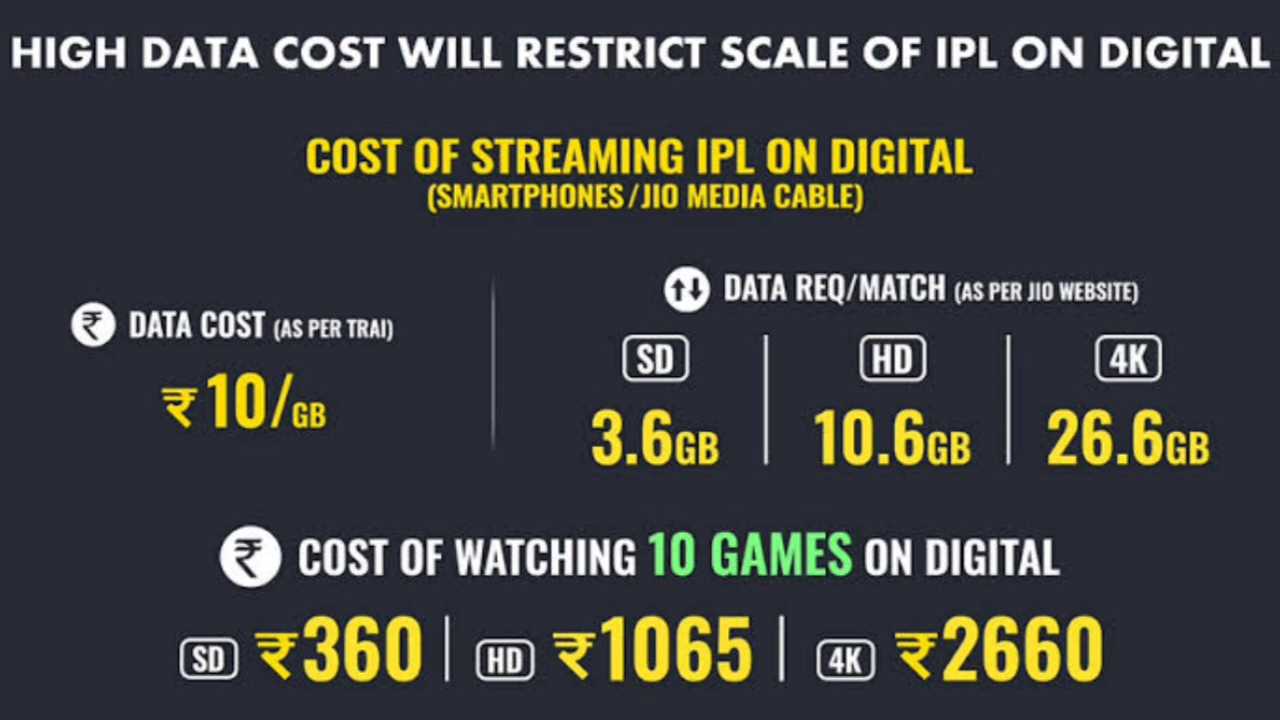 HIGH DATA COST WILL RESTRICT SCALE OF IPL ON DIGITAL
COST OF STREAMING IPL ON DIGITAL
(SMARTPHONES/JIO MEDIA CABLE)
₹ DATA COST (AS PER TRAI)
₹10/GB
DATA REQ/MATCH (AS PER JIO WEBSITE)
SD HD 4K
3.6GB 10.6GB 26.6GB
₹ COST OF WATCHING 10 GAMES ON DIGITAL
SD ₹360 HD ₹1065 4K ₹2660